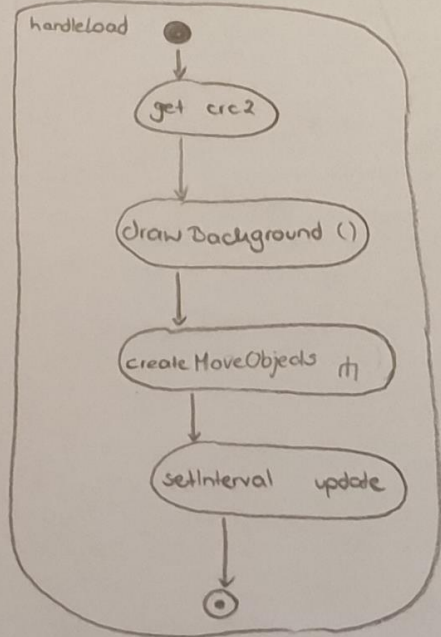 handleLoad
get crc2
drawBackground ()
createMoveObjects
setInterval update